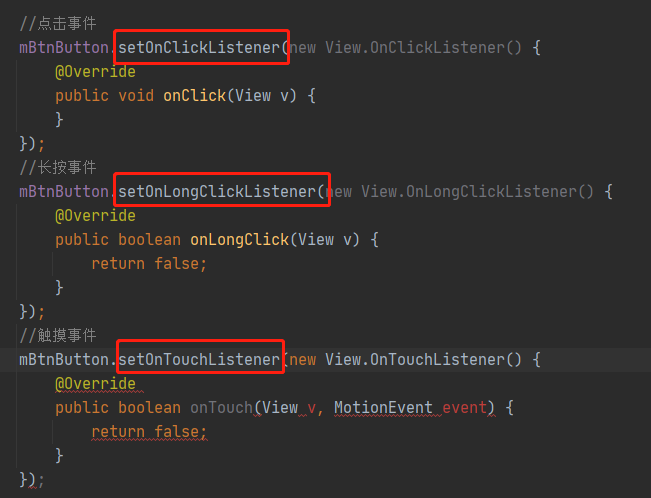 //点击事件
mBtnButton.setOnClickListener(new View.OnClickListener() {
@Override
public void onClick(View v) {
}
});
//长按事件
mBtnButton.setOnLongClickListener(new View.OnLongClickListener() {
@Override
public boolean onLongClick(View v) {
return false;
}
});
//触摸事件
mBtnButton.setOnTouchListener(new View.OnTouchListener() {
@Override
public boolean onTouch(View v, MotionEvent event) {
return false;
}
});